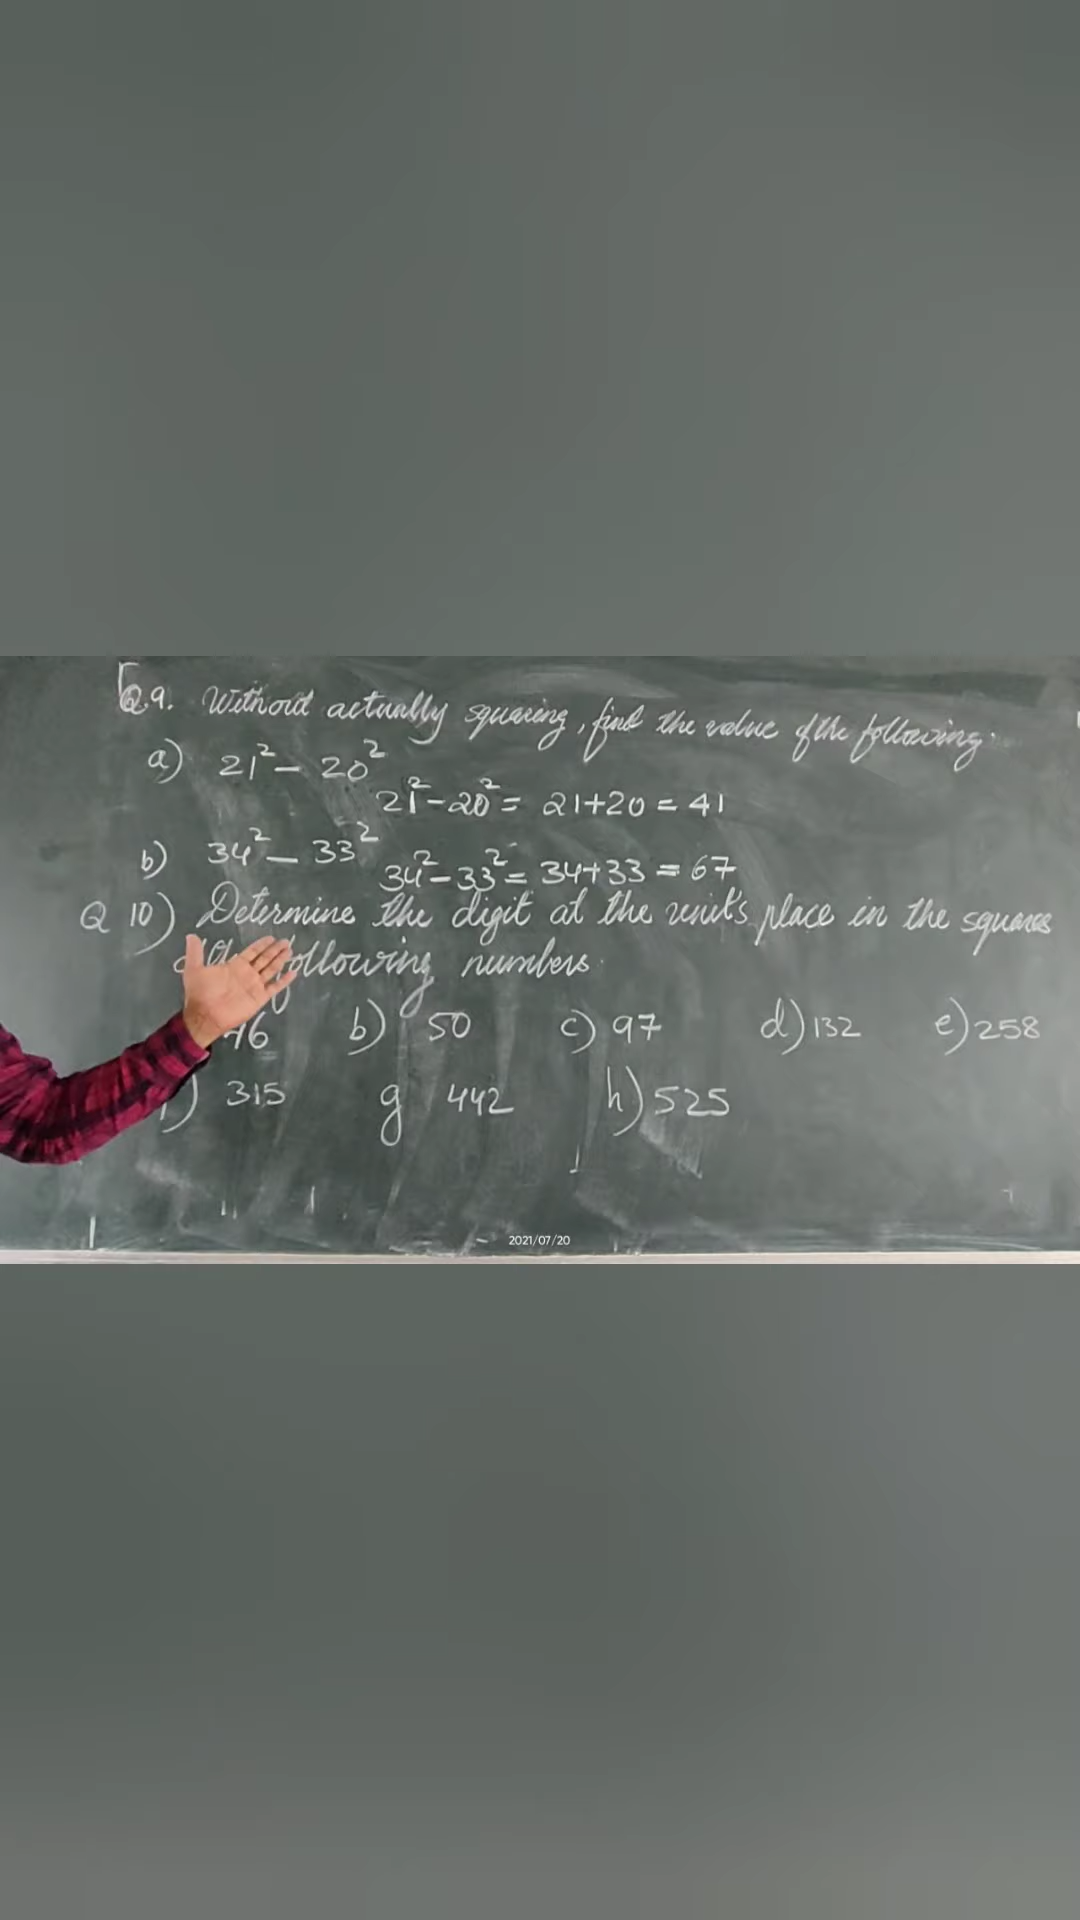 Q.9. Without actually squaring, find the value of the following.
a) 21² - 20²
21² - 20² = 21+20 = 41
b) 34² - 33²
34² - 33² = 34+33 = 67
Q 10) Determine the digit at the unit's place in the squares
following numbers.
b) 50 c) 97 d) 132 e) 258
) 315 g 442 h) 525
2021/07/20